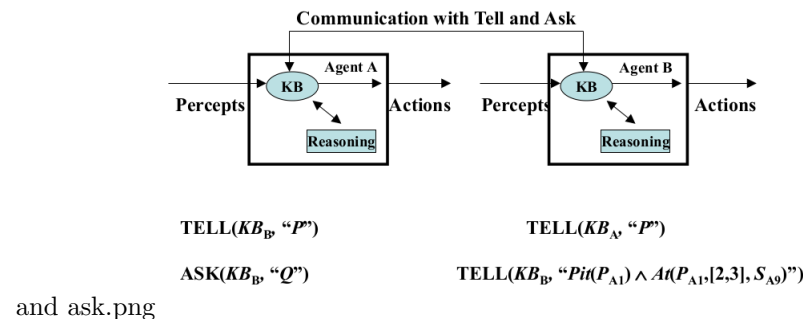 Communication with Tell and Ask
Agent A
KB
Percepts
Actions
Reasoning
Agent B
KB
Percepts
Actions
Reasoning
TELL(KB_B, “P”)
TELL(KB_A, “P”)
ASK(KB_B, “Q”)
TELL(KB_B, “Pit(P_A1) ∧ At(P_A1,[2,3], S_A9)”)
and ask.png